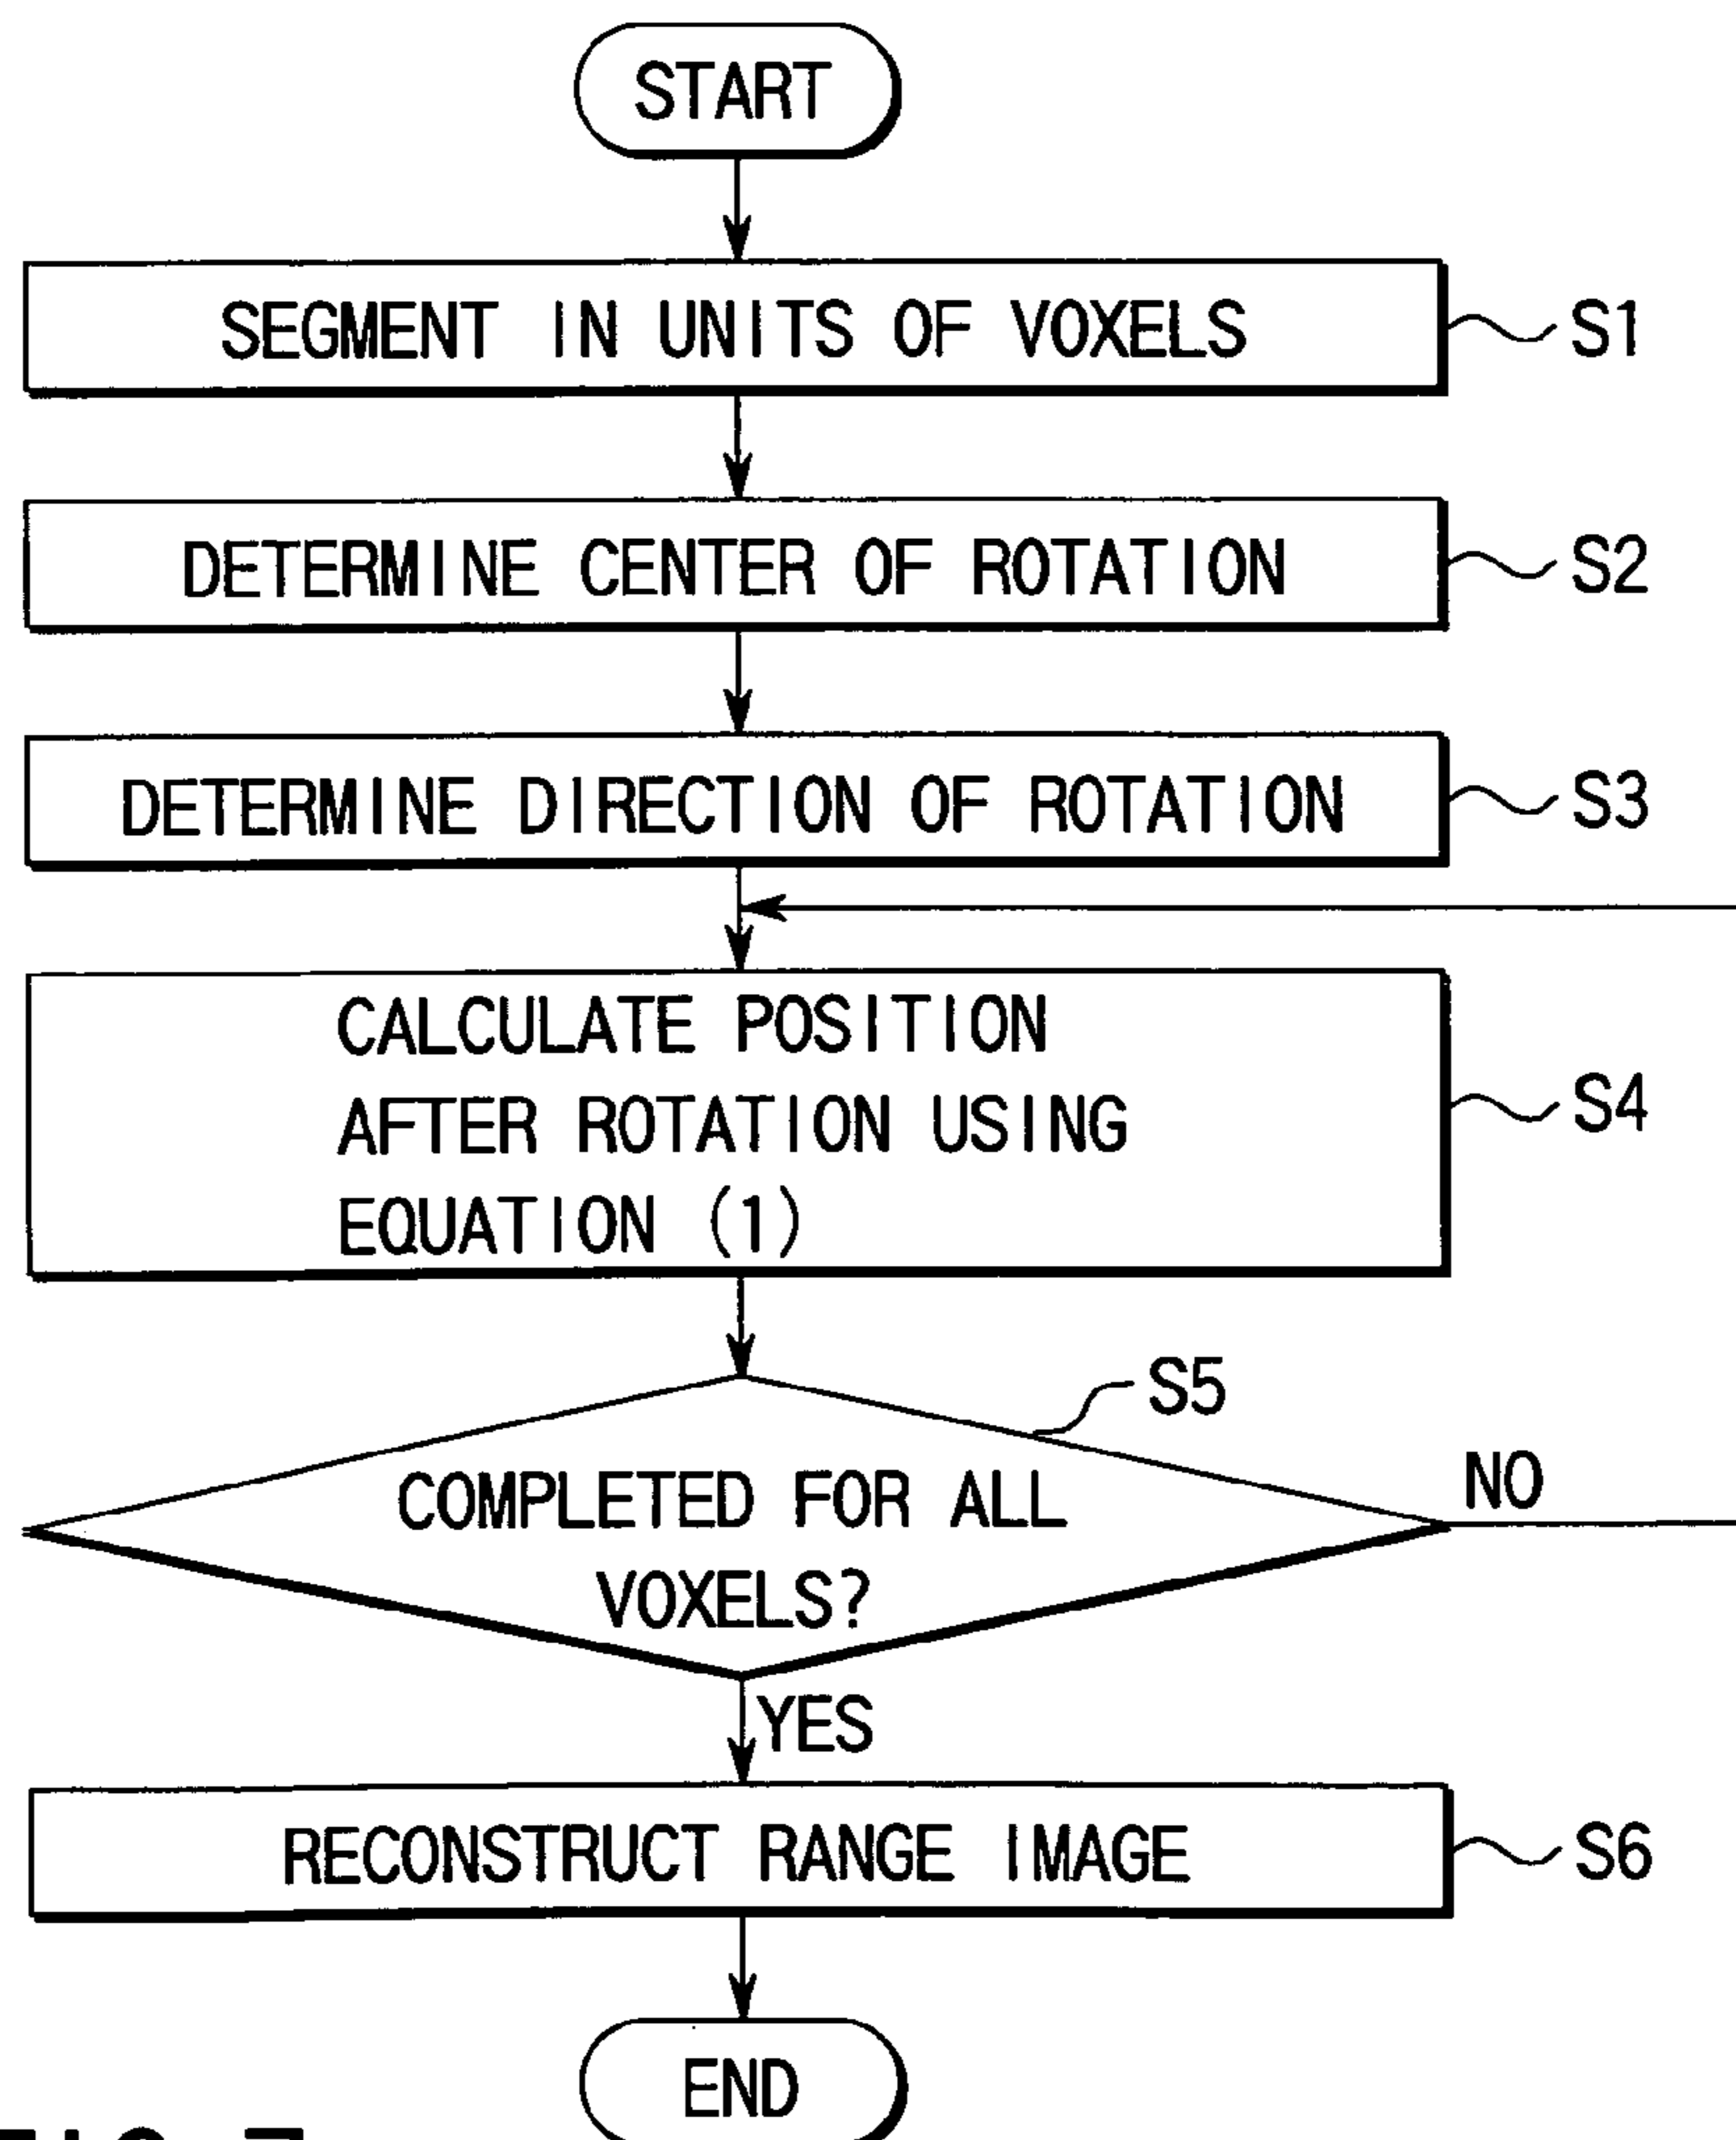 START
SEGMENT IN UNITS OF VOXELS
S1
DETERMINE CENTER OF ROTATION
S2
DETERMINE DIRECTION OF ROTATION
S3
CALCULATE POSITION
AFTER ROTATION USING
EQUATION (1)
S4
S5
COMPLETED FOR ALL
VOXELS?
NO
YES
RECONSTRUCT RANGE IMAGE
S6
END